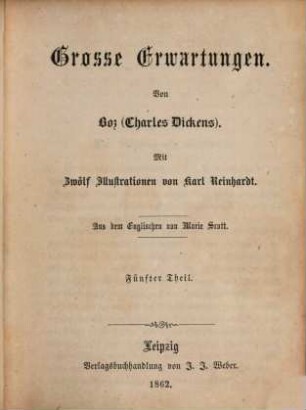 Grosse Erwartungen.
Von
Boz (Charles Dickens).
Mit
Zwölf Illustrationen von Karl Reinhardt.
Aus dem Englischen von Marie Scott.
Fünfter Theil.
Leipzig
Verlagsbuchhandlung von J. J. Weber.
1862.